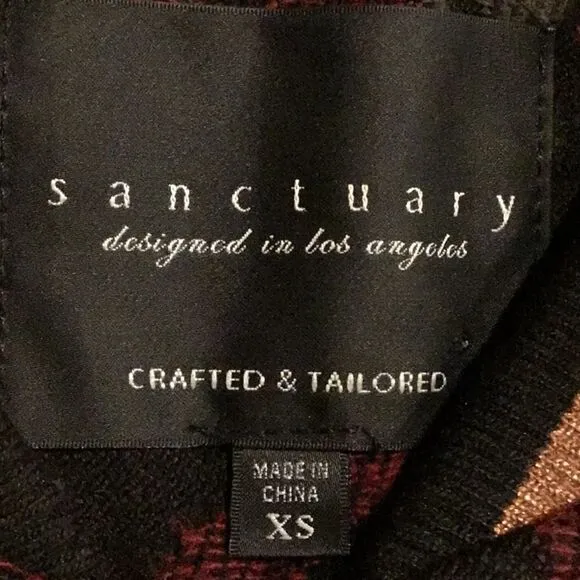 sanctuary
designed in los angeles
CRAFTED & TAILORED
MADE IN
CHINA
XS